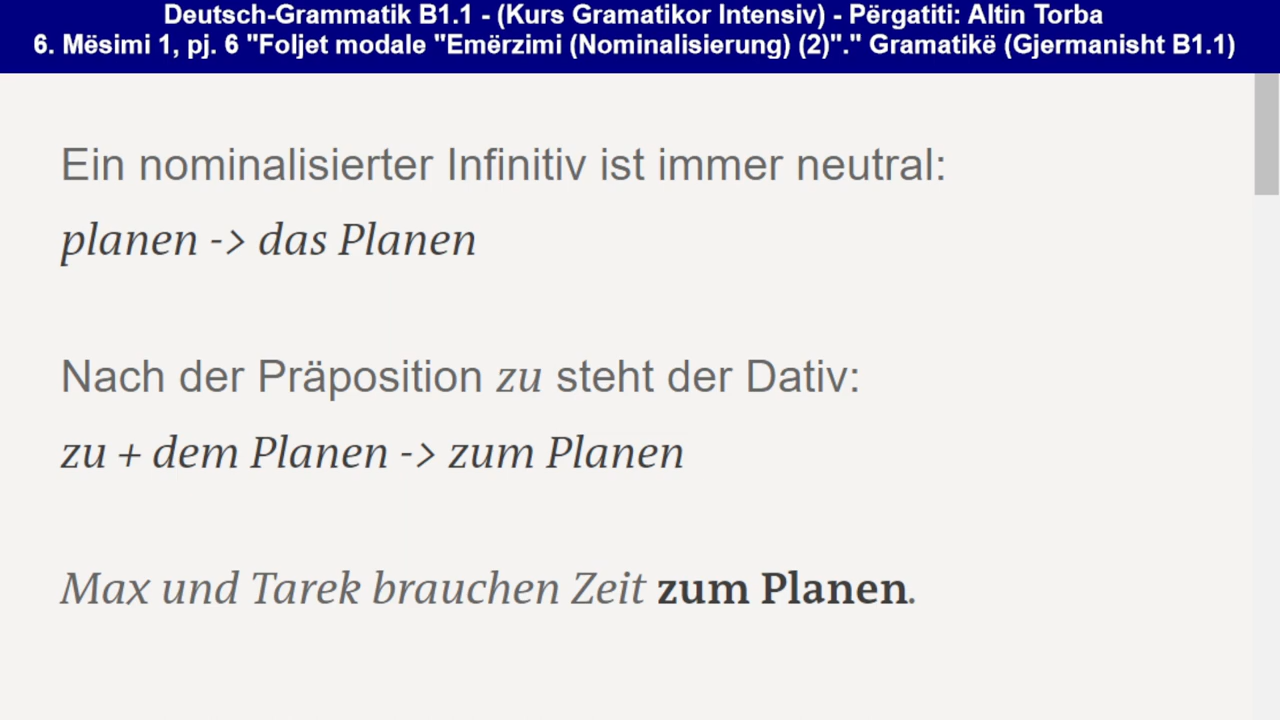 Deutsch-Grammatik B1.1 - (Kurs Gramatikor Intensiv) - Përgatiti: Altin Torba
6. Mësimi 1, pj. 6 "Foljet modale "Emërzimi (Nominalisierung) (2)"." Gramatikë (Gjermanisht B1.1)
Ein nominalisierter Infinitiv ist immer neutral:
planen -> das Planen
Nach der Präposition zu steht der Dativ:
zu + dem Planen -> zum Planen
Max und Tarek brauchen Zeit zum Planen.